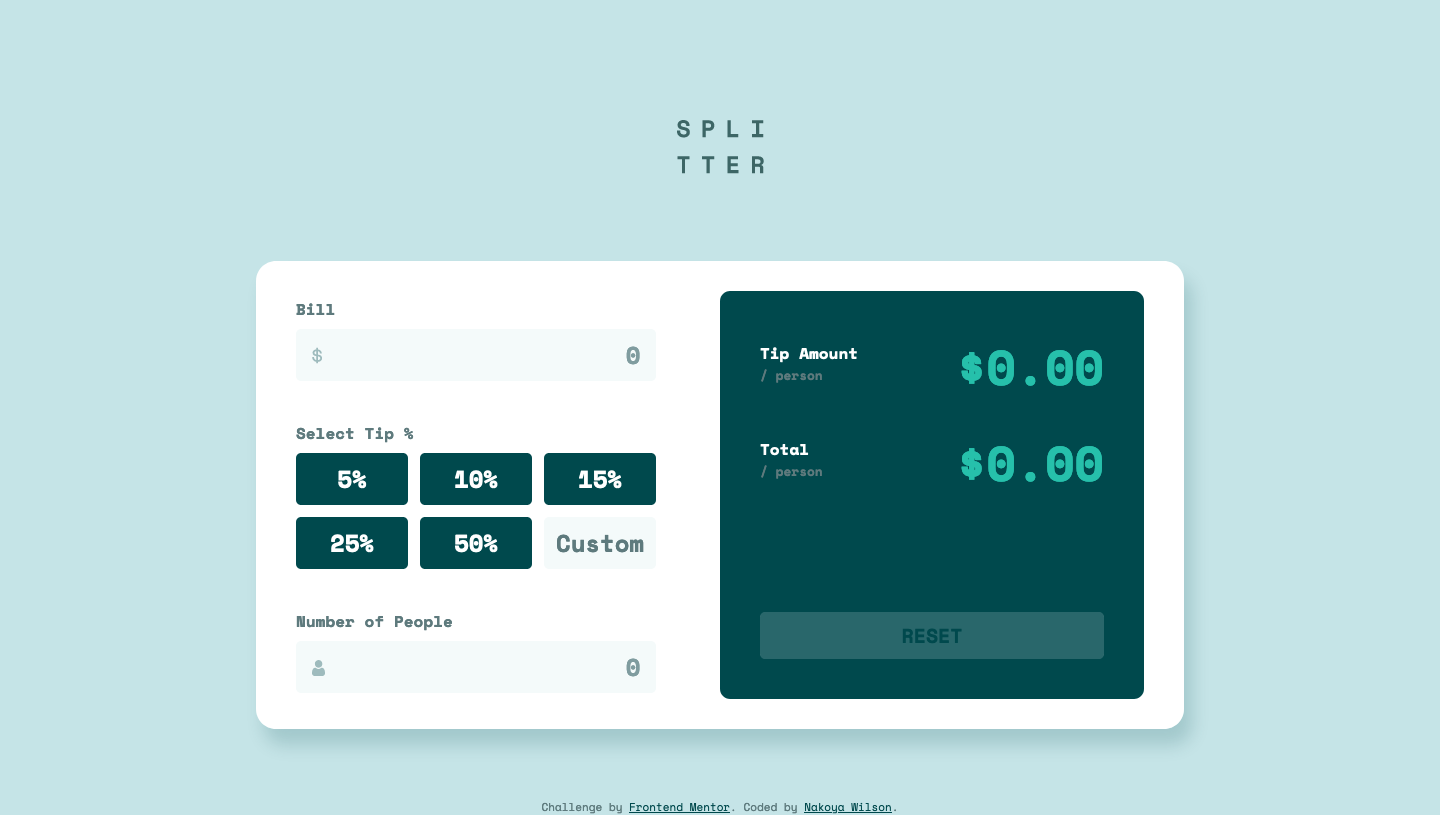 SPLI
TTER
Bill
$ 0
Select Tip %
5% 10% 15%
25% 50% Custom
Number of People
0
Tip Amount
/ person
$0.00
Total
/ person
$0.00
RESET
Challenge by Frontend Mentor. Coded by Nakoya Wilson.